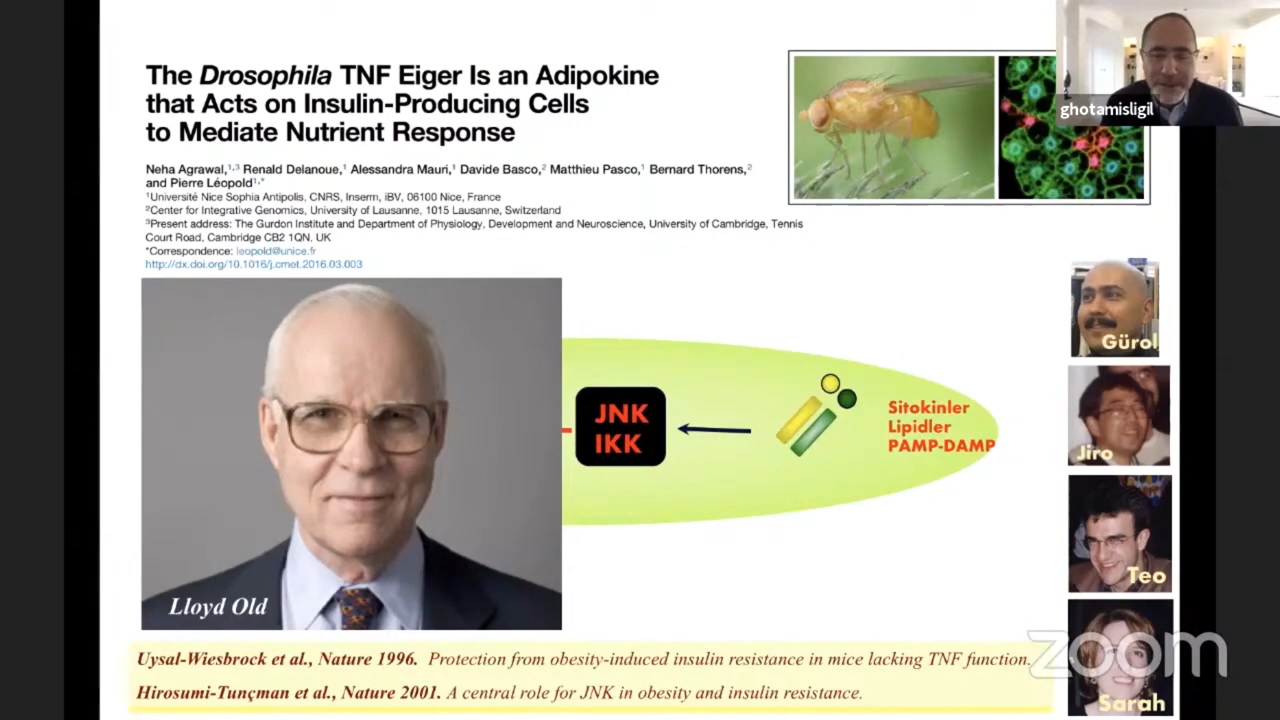 The Drosophila TNF Eiger Is an Adipokine
that Acts on Insulin-Producing Cells
to Mediate Nutrient Response
Neha Agrawal,1,3 Renald Delanoue,1 Alessandra Mauri,1 Davide Basco,2 Matthieu Pasco,1 Bernard Thorens,2
and Pierre Léopold1,*
1Université Nice Sophia Antipolis, CNRS, Inserm, iBV, 06100 Nice, France
2Center for Integrative Genomics, University of Lausanne, 1015 Lausanne, Switzerland
3Present address: The Gurdon Institute and Department of Physiology, Development and Neuroscience, University of Cambridge, Tennis
Court Road, Cambridge CB2 1QN, UK
*Correspondence: leopold@unice.fr
http://dx.doi.org/10.1016/j.cmet.2016.03.003
ghotamisligil
Lloyd Old
JNK
IKK
Sitokinler
Lipidler
PAMP-DAMP
Gürol
Jiro
Teo
Sarah
Uysal-Wiesbrock et al., Nature 1996. Protection from obesity-induced insulin resistance in mice lacking TNF function.
Hirosumi-Tunçman et al., Nature 2001. A central role for JNK in obesity and insulin resistance.
zoom